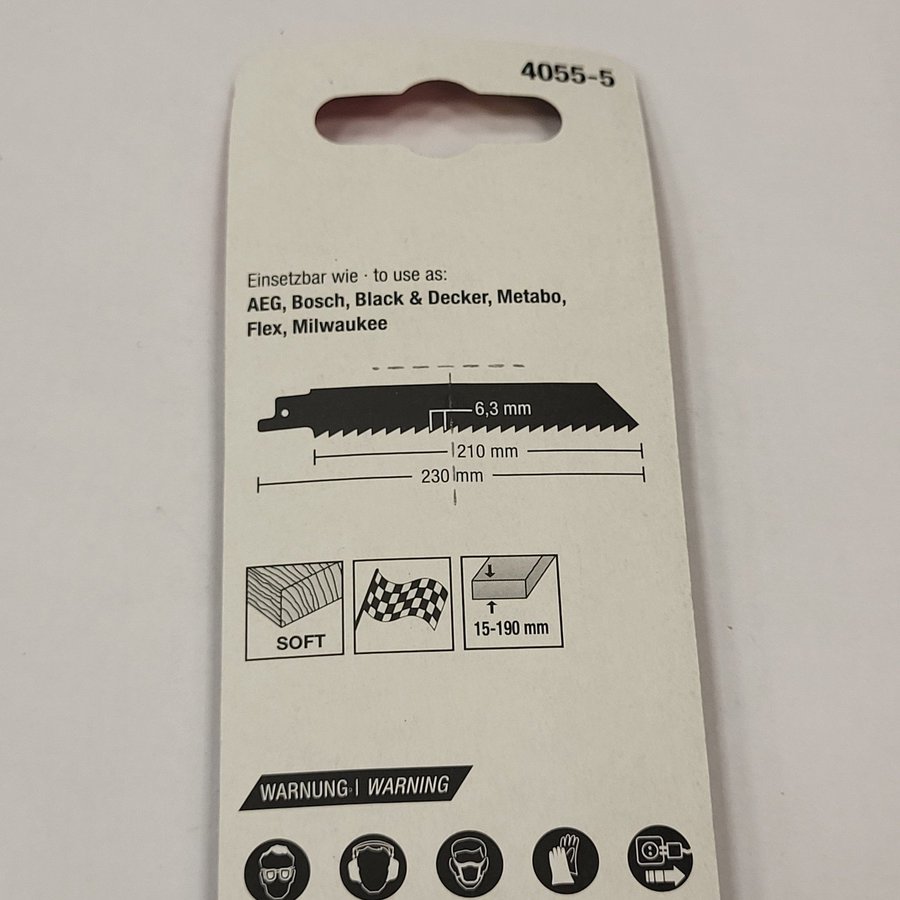 4055-5
Einsetzbar wie · to use as:
AEG, Bosch, Black & Decker, Metabo,
Flex, Milwaukee
6,3 mm
210 mm
230 mm
SOFT
15-190 mm
WARNUNG | WARNING